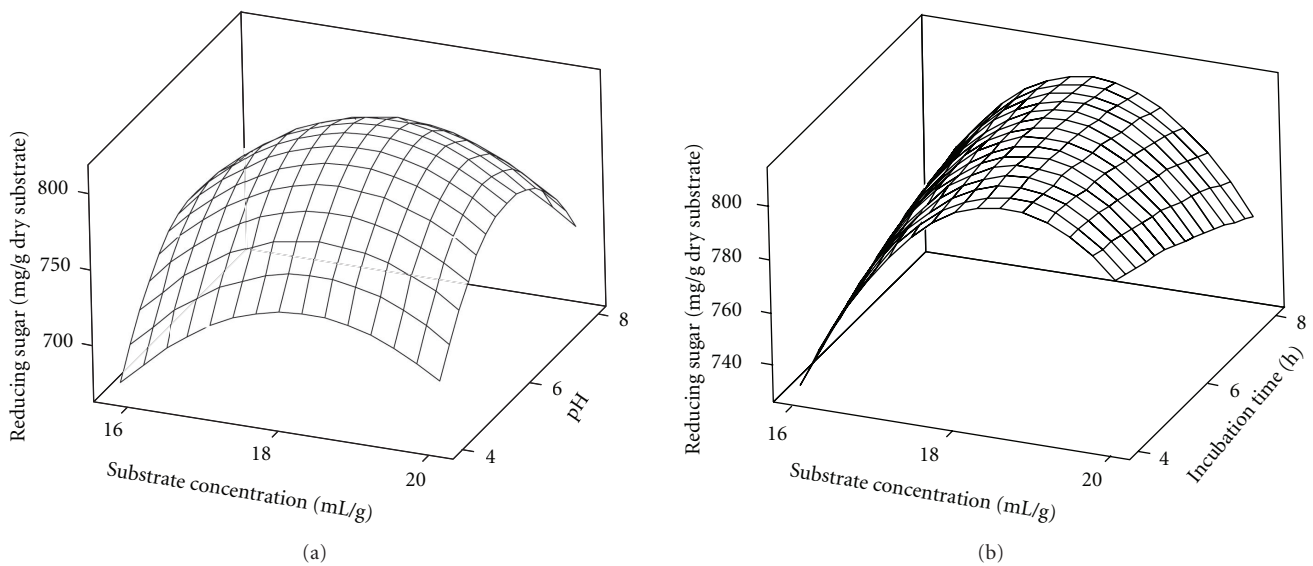 Reducing sugar (mg/g dry substrate)
800
750
700
16
18
20
Substrate concentration (mL/g)
4
6
8
pH
(a)
Reducing sugar (mg/g dry substrate)
800
780
760
740
16
18
20
Substrate concentration (mL/g)
4
6
8
Incubation time (h)
(b)